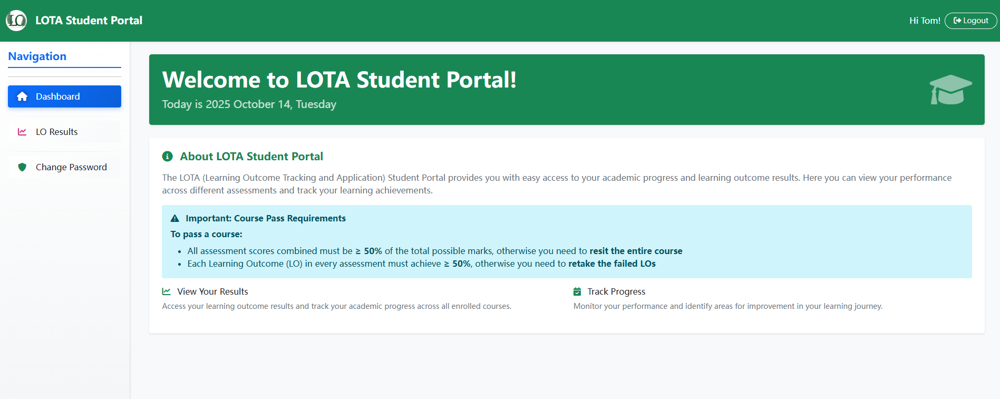 LO
LOTA Student Portal
Hi Tom!
Logout
Navigation
Dashboard
LO Results
Change Password
Welcome to LOTA Student Portal!
Today is 2025 October 14, Tuesday
About LOTA Student Portal
The LOTA (Learning Outcome Tracking and Application) Student Portal provides you with easy access to your academic progress and learning outcome results. Here you can view your performance
across different assessments and track your learning achievements.
Important: Course Pass Requirements
To pass a course:
• All assessment scores combined must be ≥ 50% of the total possible marks, otherwise you need to resit the entire course
• Each Learning Outcome (LO) in every assessment must achieve ≥ 50%, otherwise you need to retake the failed LOs
View Your Results
Access your learning outcome results and track your academic progress across all enrolled courses.
Track Progress
Monitor your performance and identify areas for improvement in your learning journey.